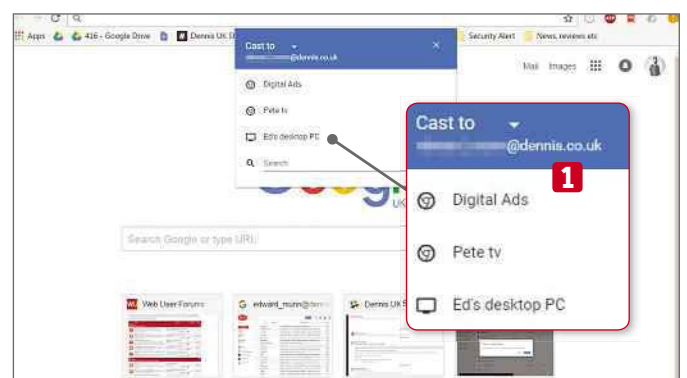 Apps
416 - Google Drive
Dennis UK
Security Alert
News, reviews etc
Cast to
@dennis.co.uk
Digital Ads
Pete tv
Ed's desktop PC
Search
Mail Images
UK
Search Google or type URL
Cast to
@dennis.co.uk
1
Digital Ads
Pete tv
Ed's desktop PC
Web User Forums
edward_munn@denn
Dennis UK